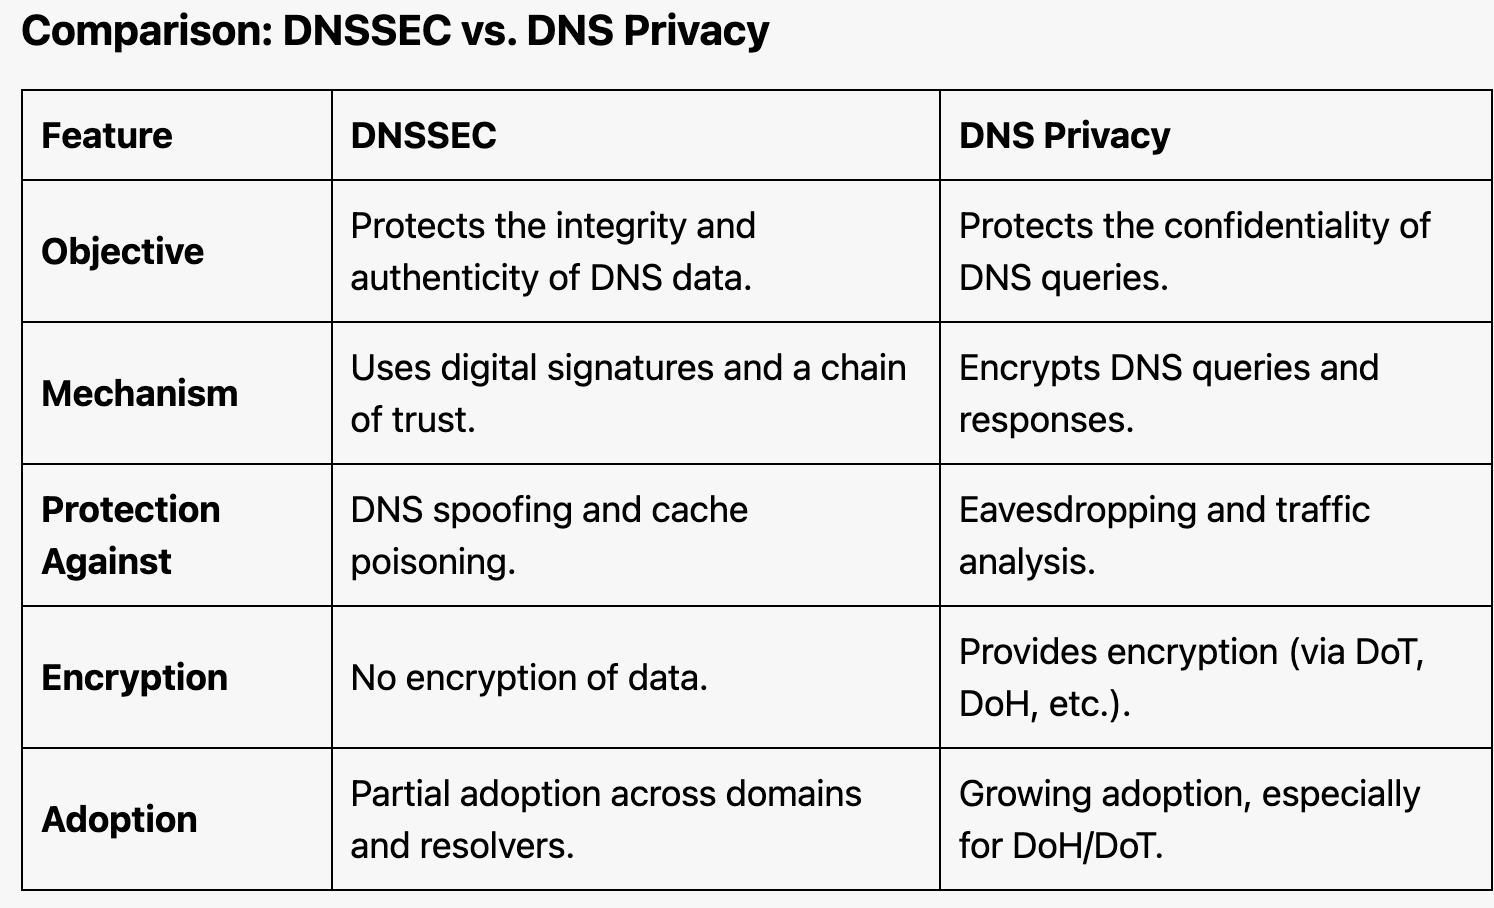 Comparison: DNSSEC vs. DNS Privacy
Feature
DNSSEC
DNS Privacy
Objective
Protects the integrity and
authenticity of DNS data.
Protects the confidentiality of
DNS queries.
Mechanism
Uses digital signatures and a chain
of trust.
Encrypts DNS queries and
responses.
Protection
Against
DNS spoofing and cache
poisoning.
Eavesdropping and traffic
analysis.
Encryption
No encryption of data.
Provides encryption (via DoT,
DoH, etc.).
Adoption
Partial adoption across domains
and resolvers.
Growing adoption, especially
for DoH/DoT.